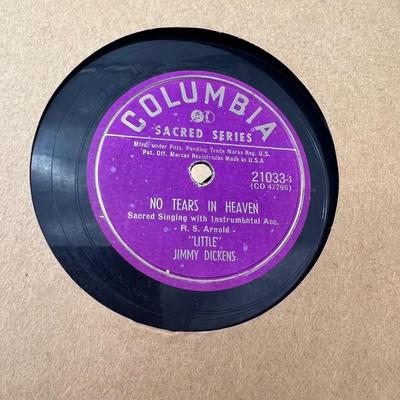 COLUMBIA
SACRED SERIES
Mfd. under Pats. Pending Trade Marks Reg. U.S.
Pat. Off. Marcas Registradas Made in U.S.A
21033-s
(CO 47796)
NO TEARS IN HEAVEN
Sacred Singing with Instrumental Acc.
- R. S. Arnold -
"LITTLE"
JIMMY DICKENS